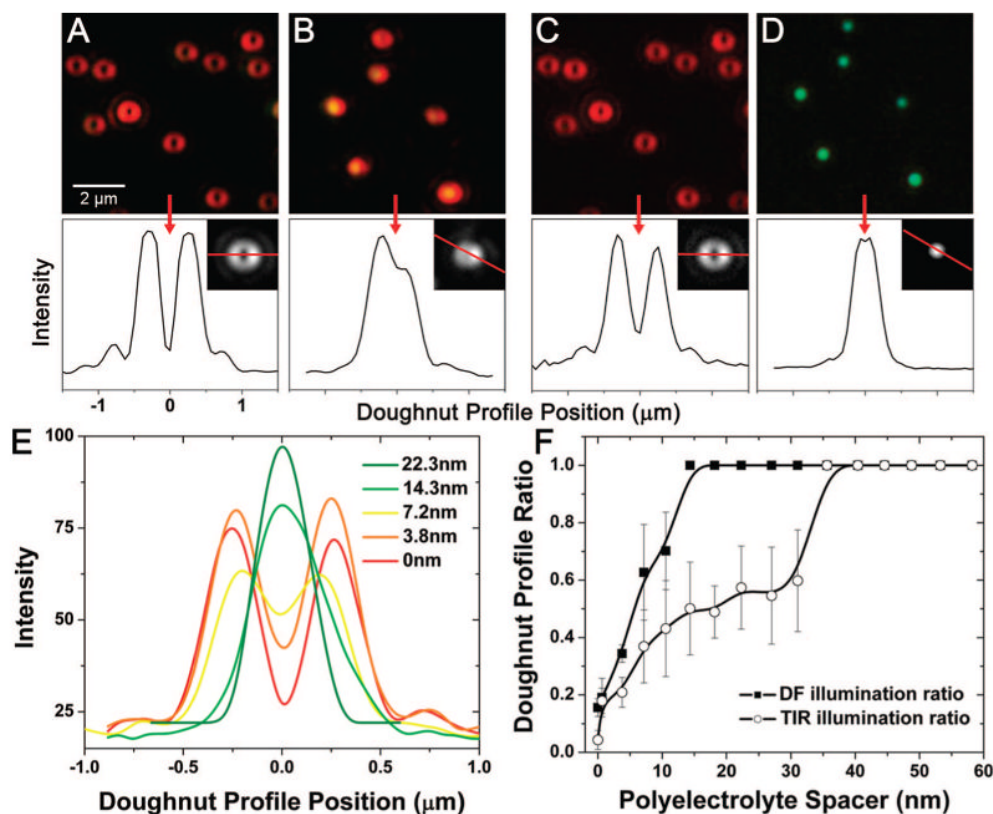 A
B
C
D
2 µm
Intensity
-1 0 1
Doughnut Profile Position (µm)
E
100
75
50
25
Intensity
22.3nm
14.3nm
7.2nm
3.8nm
0nm
-1.0 -0.5 0.0 0.5 1.0
Doughnut Profile Position (µm)
F
1.0
0.8
0.6
0.4
0.2
0.0
Doughnut Profile Ratio
DF illumination ratio
TIR illumination ratio
0 10 20 30 40 50 60
Polyelectrolyte Spacer (nm)